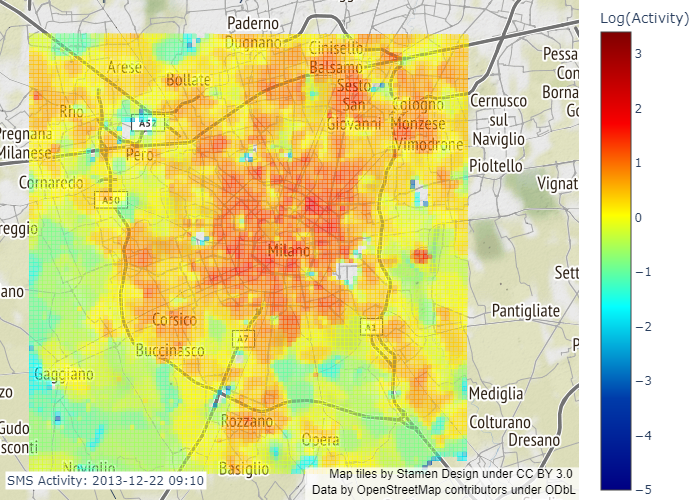 Log(Activity)
Paderno
Dugnano
Cinisello
Balsamo
Arese
Bollate
Sesto
San
Giovanni
Cologno
Monzese
Vimodrone
Pessa
Con
Borna
Go
Cernusco
sul
Naviglio
Rho
A52
Pregnana
Milanese
Pero
Pioltello
Cornaredo
Vignat
A50
reggio
Milano
Sett
ano
Pantigliate
Corsico
A7
A1
P
Buccinasco
Gaggiano
zo
Mediglia
Rozzano
Colturano
Gudo
sconti
Opera
Dresano
Noviglio
Basiglio
SMS Activity: 2013-12-22 09:10
Map tiles by Stamen Design under CC BY 3.0
Data by OpenStreetMap contributors under ODbL
3
2
1
0
−1
−2
−3
−4
−5